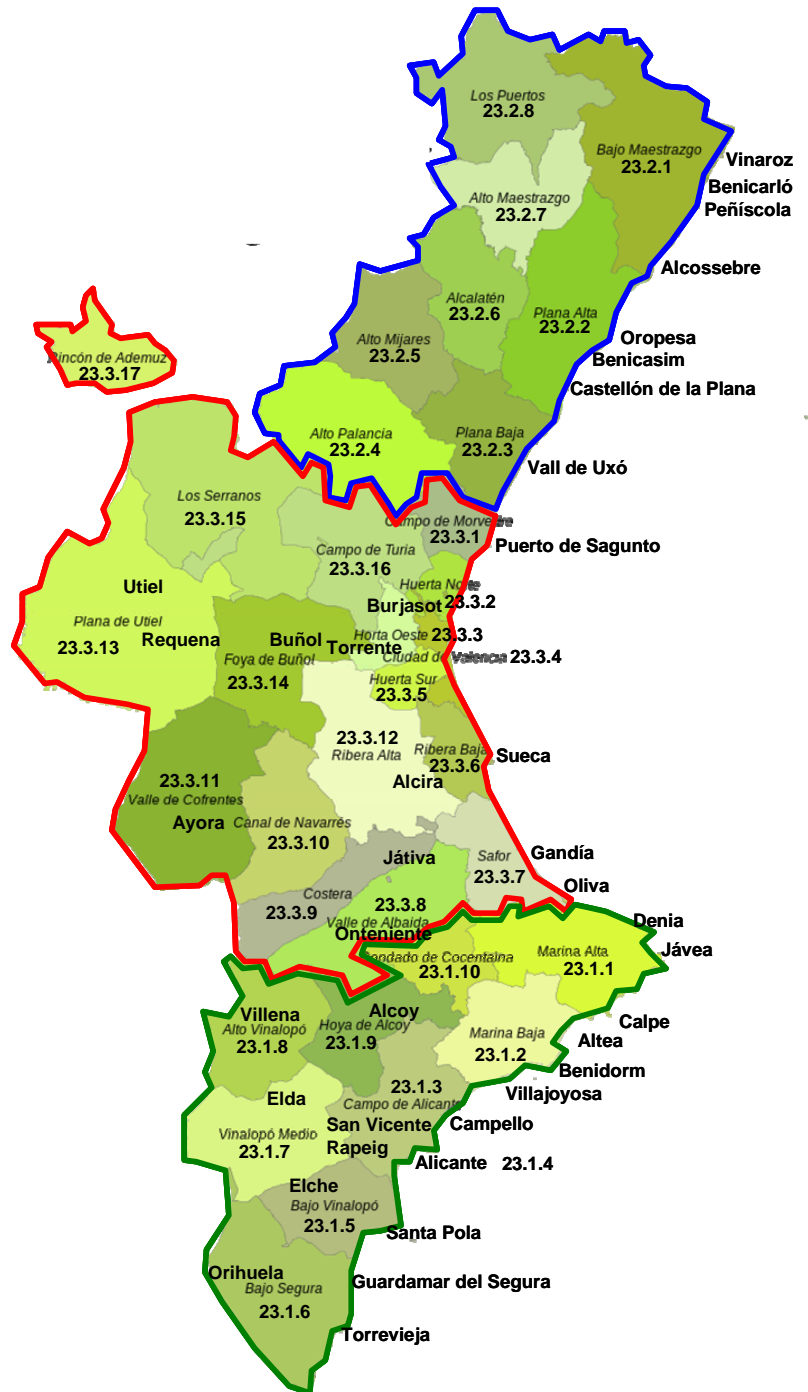 Los Puertos
23.2.8
Bajo Maestrazgo
23.2.1
Vinaroz
Benicarló
Peñíscola
Alto Maestrazgo
23.2.7
Alcossebre
Alcalatén
23.2.6
Plana Alta
23.2.2
Alto Mijares
23.2.5
Oropesa
Benicasim
Rincón de Ademuz
23.3.17
Castellón de la Plana
Alto Palancia
23.2.4
Plana Baja
23.2.3
Vall de Uxó
Los Serranos
23.3.15
Campo de Morvedre
23.3.1
Puerto de Sagunto
Campo de Turia
23.3.16
Utiel
Huerta Norte
23.3.2
Burjasot
Plana de Utiel
23.3.13
Requena
Buñol
Torrente
Horta Oeste 23.3.3
Foya de Buñol
23.3.14
Ciudad de Valencia 23.3.4
Huerta Sur
23.3.5
23.3.12
Ribera Alta
Ribera Baja
23.3.6
Sueca
23.3.11
Valle de Cofrentes
Alcira
Ayora
Canal de Navarrés
23.3.10
Játiva
Safor
23.3.7
Gandía
Oliva
Costera
23.3.9
23.3.8
Valle de Albaida
Onteniente
Denia
Condado de Cocentaina
23.1.10
Marina Alta
23.1.1
Jávea
Villena
Alto Vinalopó
23.1.8
Alcoy
Hoya de Alcoy
23.1.9
Calpe
Marina Baja
23.1.2
Altea
Benidorm
Villajoyosa
23.1.3
Campo de Alicante
Elda
San Vicente
Rapeig
Campello
Vinalopó Medio
23.1.7
Alicante 23.1.4
Elche
Bajo Vinalopó
23.1.5
Santa Pola
Orihuela
Bajo Segura
23.1.6
Guardamar del Segura
Torrevieja